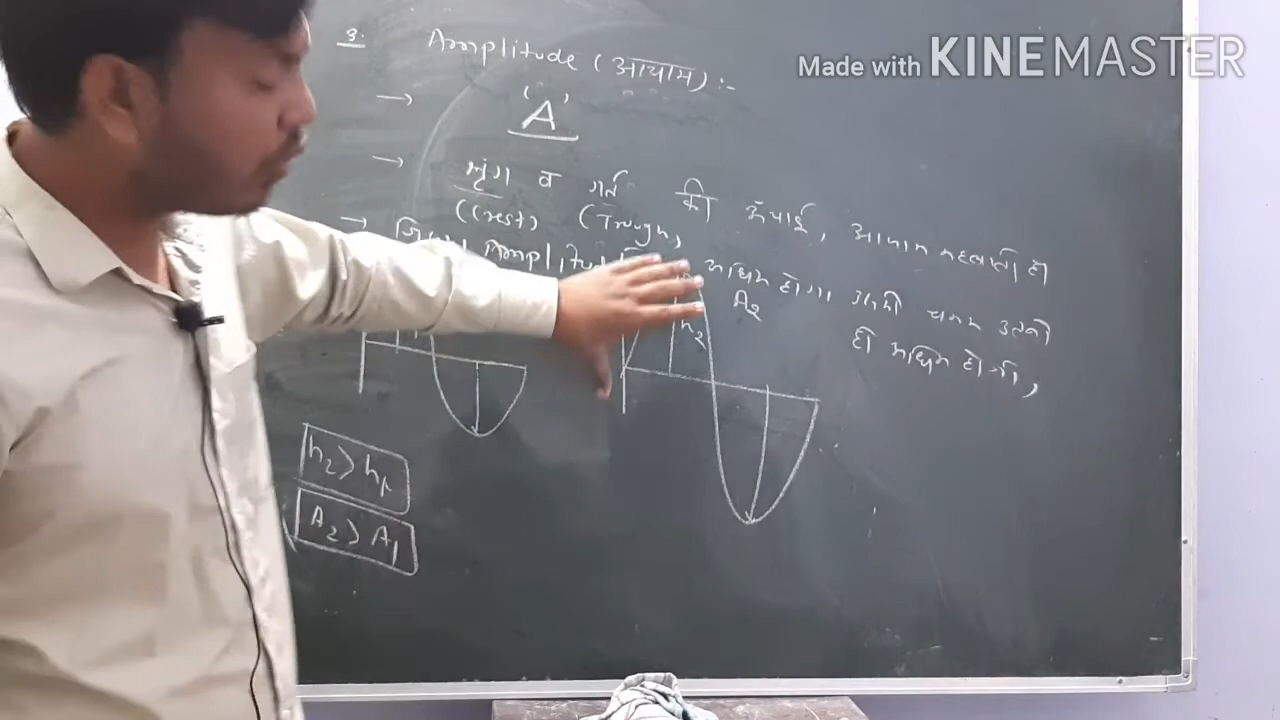 Made with KINEMASTER
3. Amplitude (आयाम) :-
→ 'A'
→ शृंग व गर्त की ऊंचाई, आयाम कहलाती है
(Crest) (Trough)
→ Amplitude अधिक होगा उसकी चमक उतनी
ही अधिक होगी,
A2
h2
h2 > h1
A2 > A1